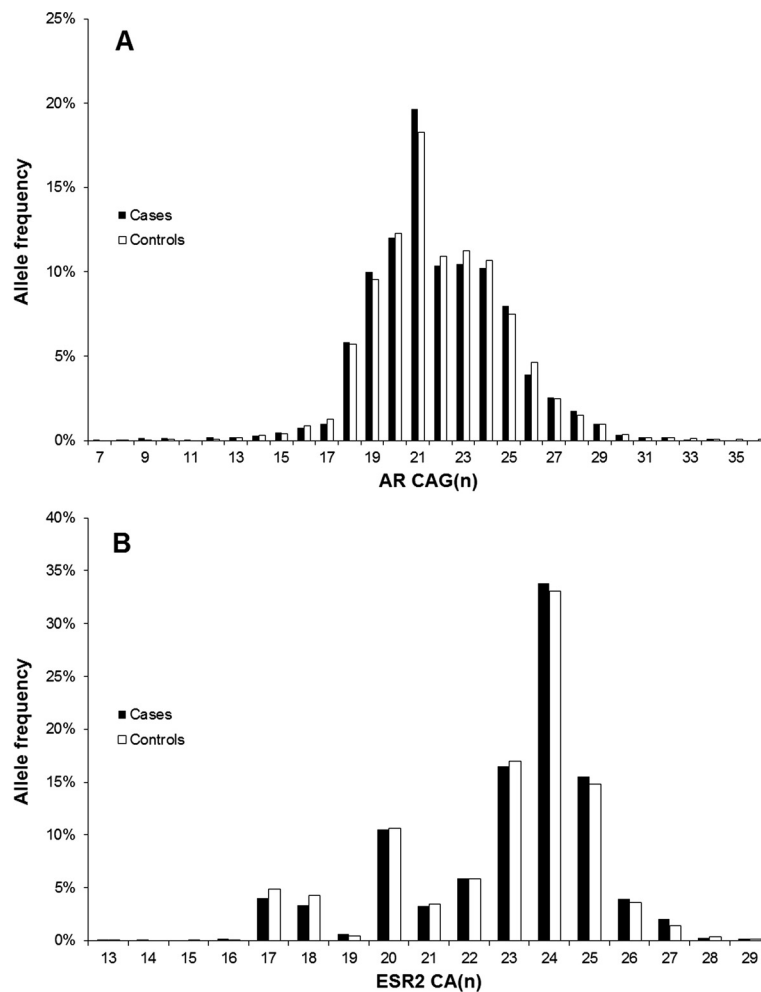 A
25%
20%
15%
10%
5%
0%
Allele frequency
Cases
Controls
7 9 11 13 15 17 19 21 23 25 27 29 31 33 35
AR CAG(n)
B
40%
35%
30%
25%
20%
15%
10%
5%
0%
Allele frequency
Cases
Controls
13 14 15 16 17 18 19 20 21 22 23 24 25 26 27 28 29
ESR2 CA(n)